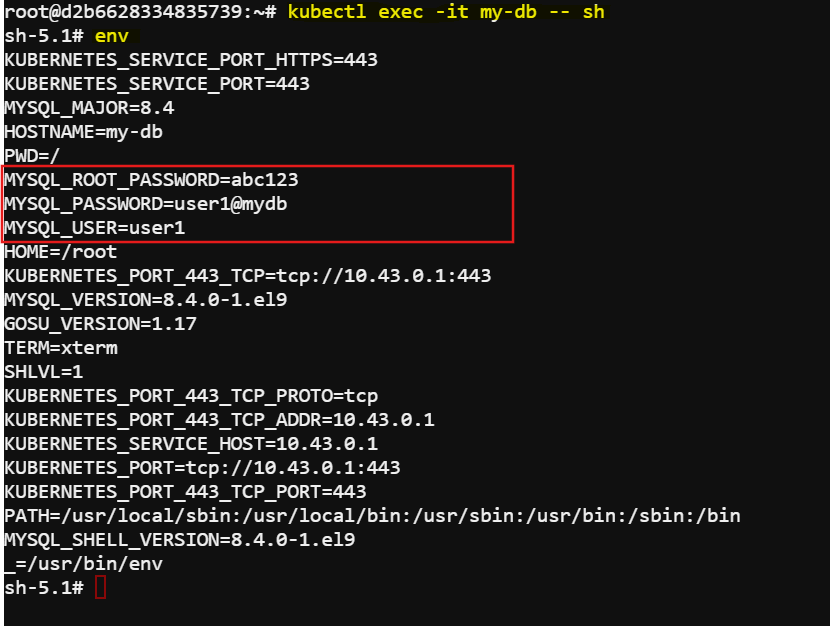 root@d2b6628334835739:~# kubectl exec -it my-db -- sh
sh-5.1# env
KUBERNETES_SERVICE_PORT_HTTPS=443
KUBERNETES_SERVICE_PORT=443
MYSQL_MAJOR=8.4
HOSTNAME=my-db
PWD=/
MYSQL_ROOT_PASSWORD=abc123
MYSQL_PASSWORD=user1@mydb
MYSQL_USER=user1
HOME=/root
KUBERNETES_PORT_443_TCP=tcp://10.43.0.1:443
MYSQL_VERSION=8.4.0-1.el9
GOSU_VERSION=1.17
TERM=xterm
SHLVL=1
KUBERNETES_PORT_443_TCP_PROTO=tcp
KUBERNETES_PORT_443_TCP_ADDR=10.43.0.1
KUBERNETES_SERVICE_HOST=10.43.0.1
KUBERNETES_PORT=tcp://10.43.0.1:443
KUBERNETES_PORT_443_TCP_PORT=443
PATH=/usr/local/sbin:/usr/local/bin:/usr/sbin:/usr/bin:/sbin:/bin
MYSQL_SHELL_VERSION=8.4.0-1.el9
_=/usr/bin/env
sh-5.1#